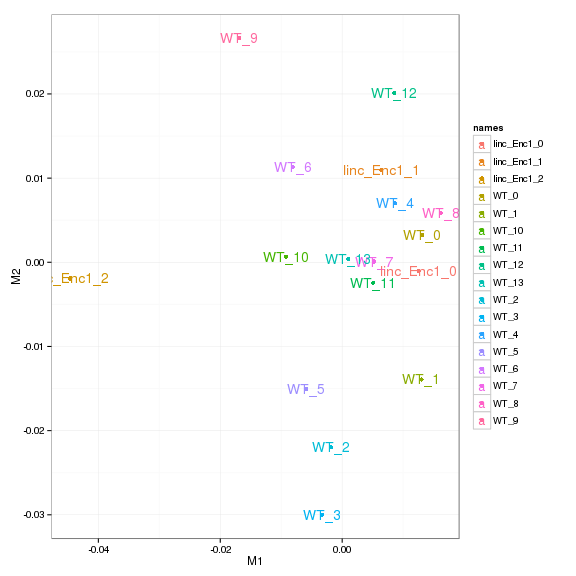 WT_9
WT_12
0.02
WT_6
linc_Enc1_1
0.01
WT_4
WT_8
WT_0
WT_10
WT_13
WT_7
0.00
linc_Enc1_0
c_Enc1_2
WT_11
-0.01
WT_1
WT_5
-0.02
WT_2
-0.03
WT_3
-0.04
-0.02
0.00
M1
M2
names
a linc_Enc1_0
a linc_Enc1_1
a linc_Enc1_2
a WT_0
a WT_1
a WT_10
a WT_11
a WT_12
a WT_13
a WT_2
a WT_3
a WT_4
a WT_5
a WT_6
a WT_7
a WT_8
a WT_9